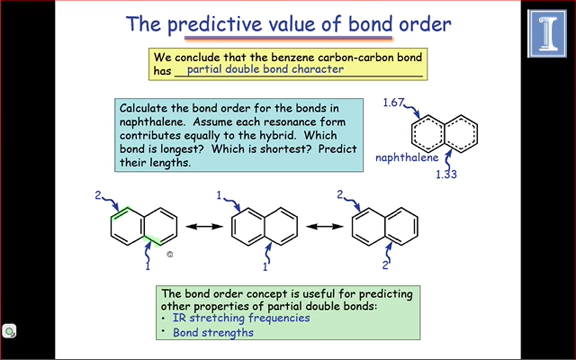 The predictive value of bond order
We conclude that the benzene carbon-carbon bond
has partial double bond character
Calculate the bond order for the bonds in
naphthalene. Assume each resonance form
contributes equally to the hybrid. Which
bond is longest? Which is shortest? Predict
their lengths.
1.67
naphthalene
1.33
2
1
2
1
1
2
The bond order concept is useful for predicting
other properties of partial double bonds:
• IR stretching frequencies
• Bond strengths
I